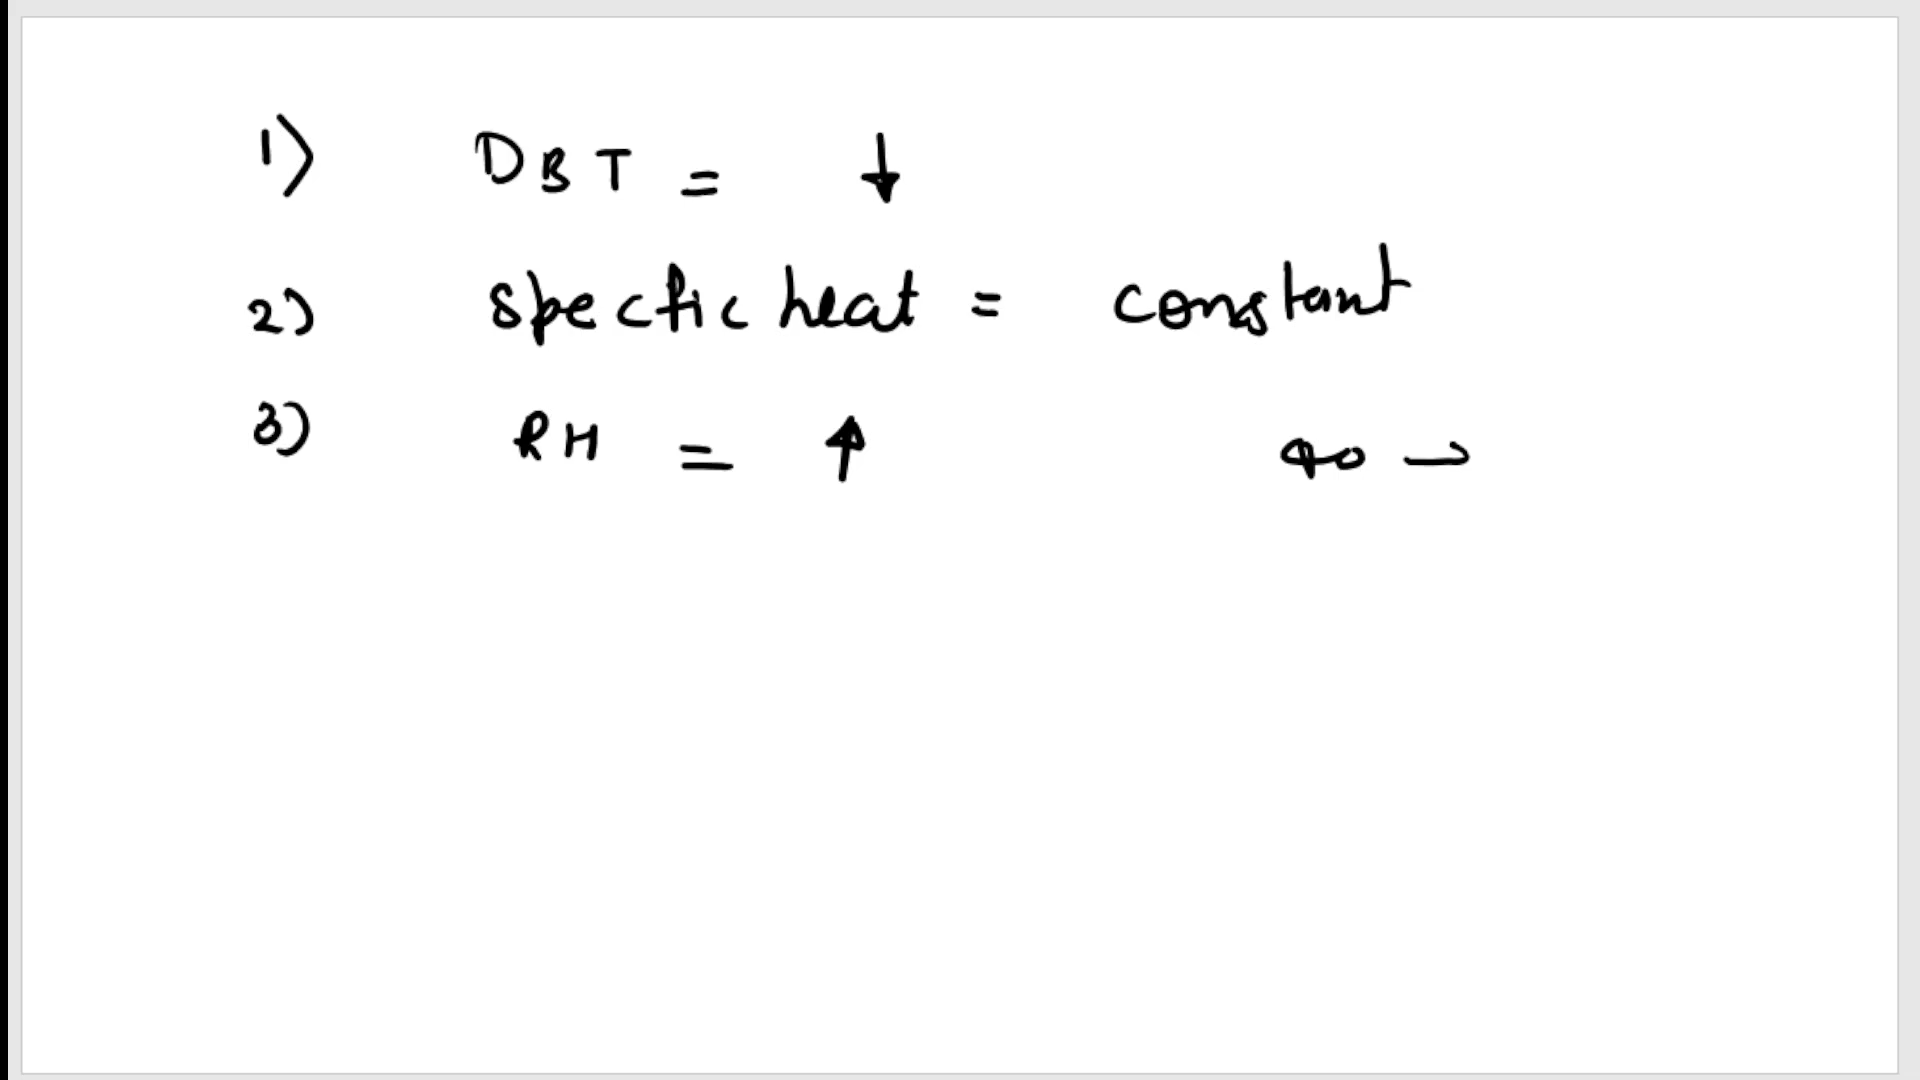 1) DBT = ↓
2) specfic heat = constant
3) RH = ↑ 40 →